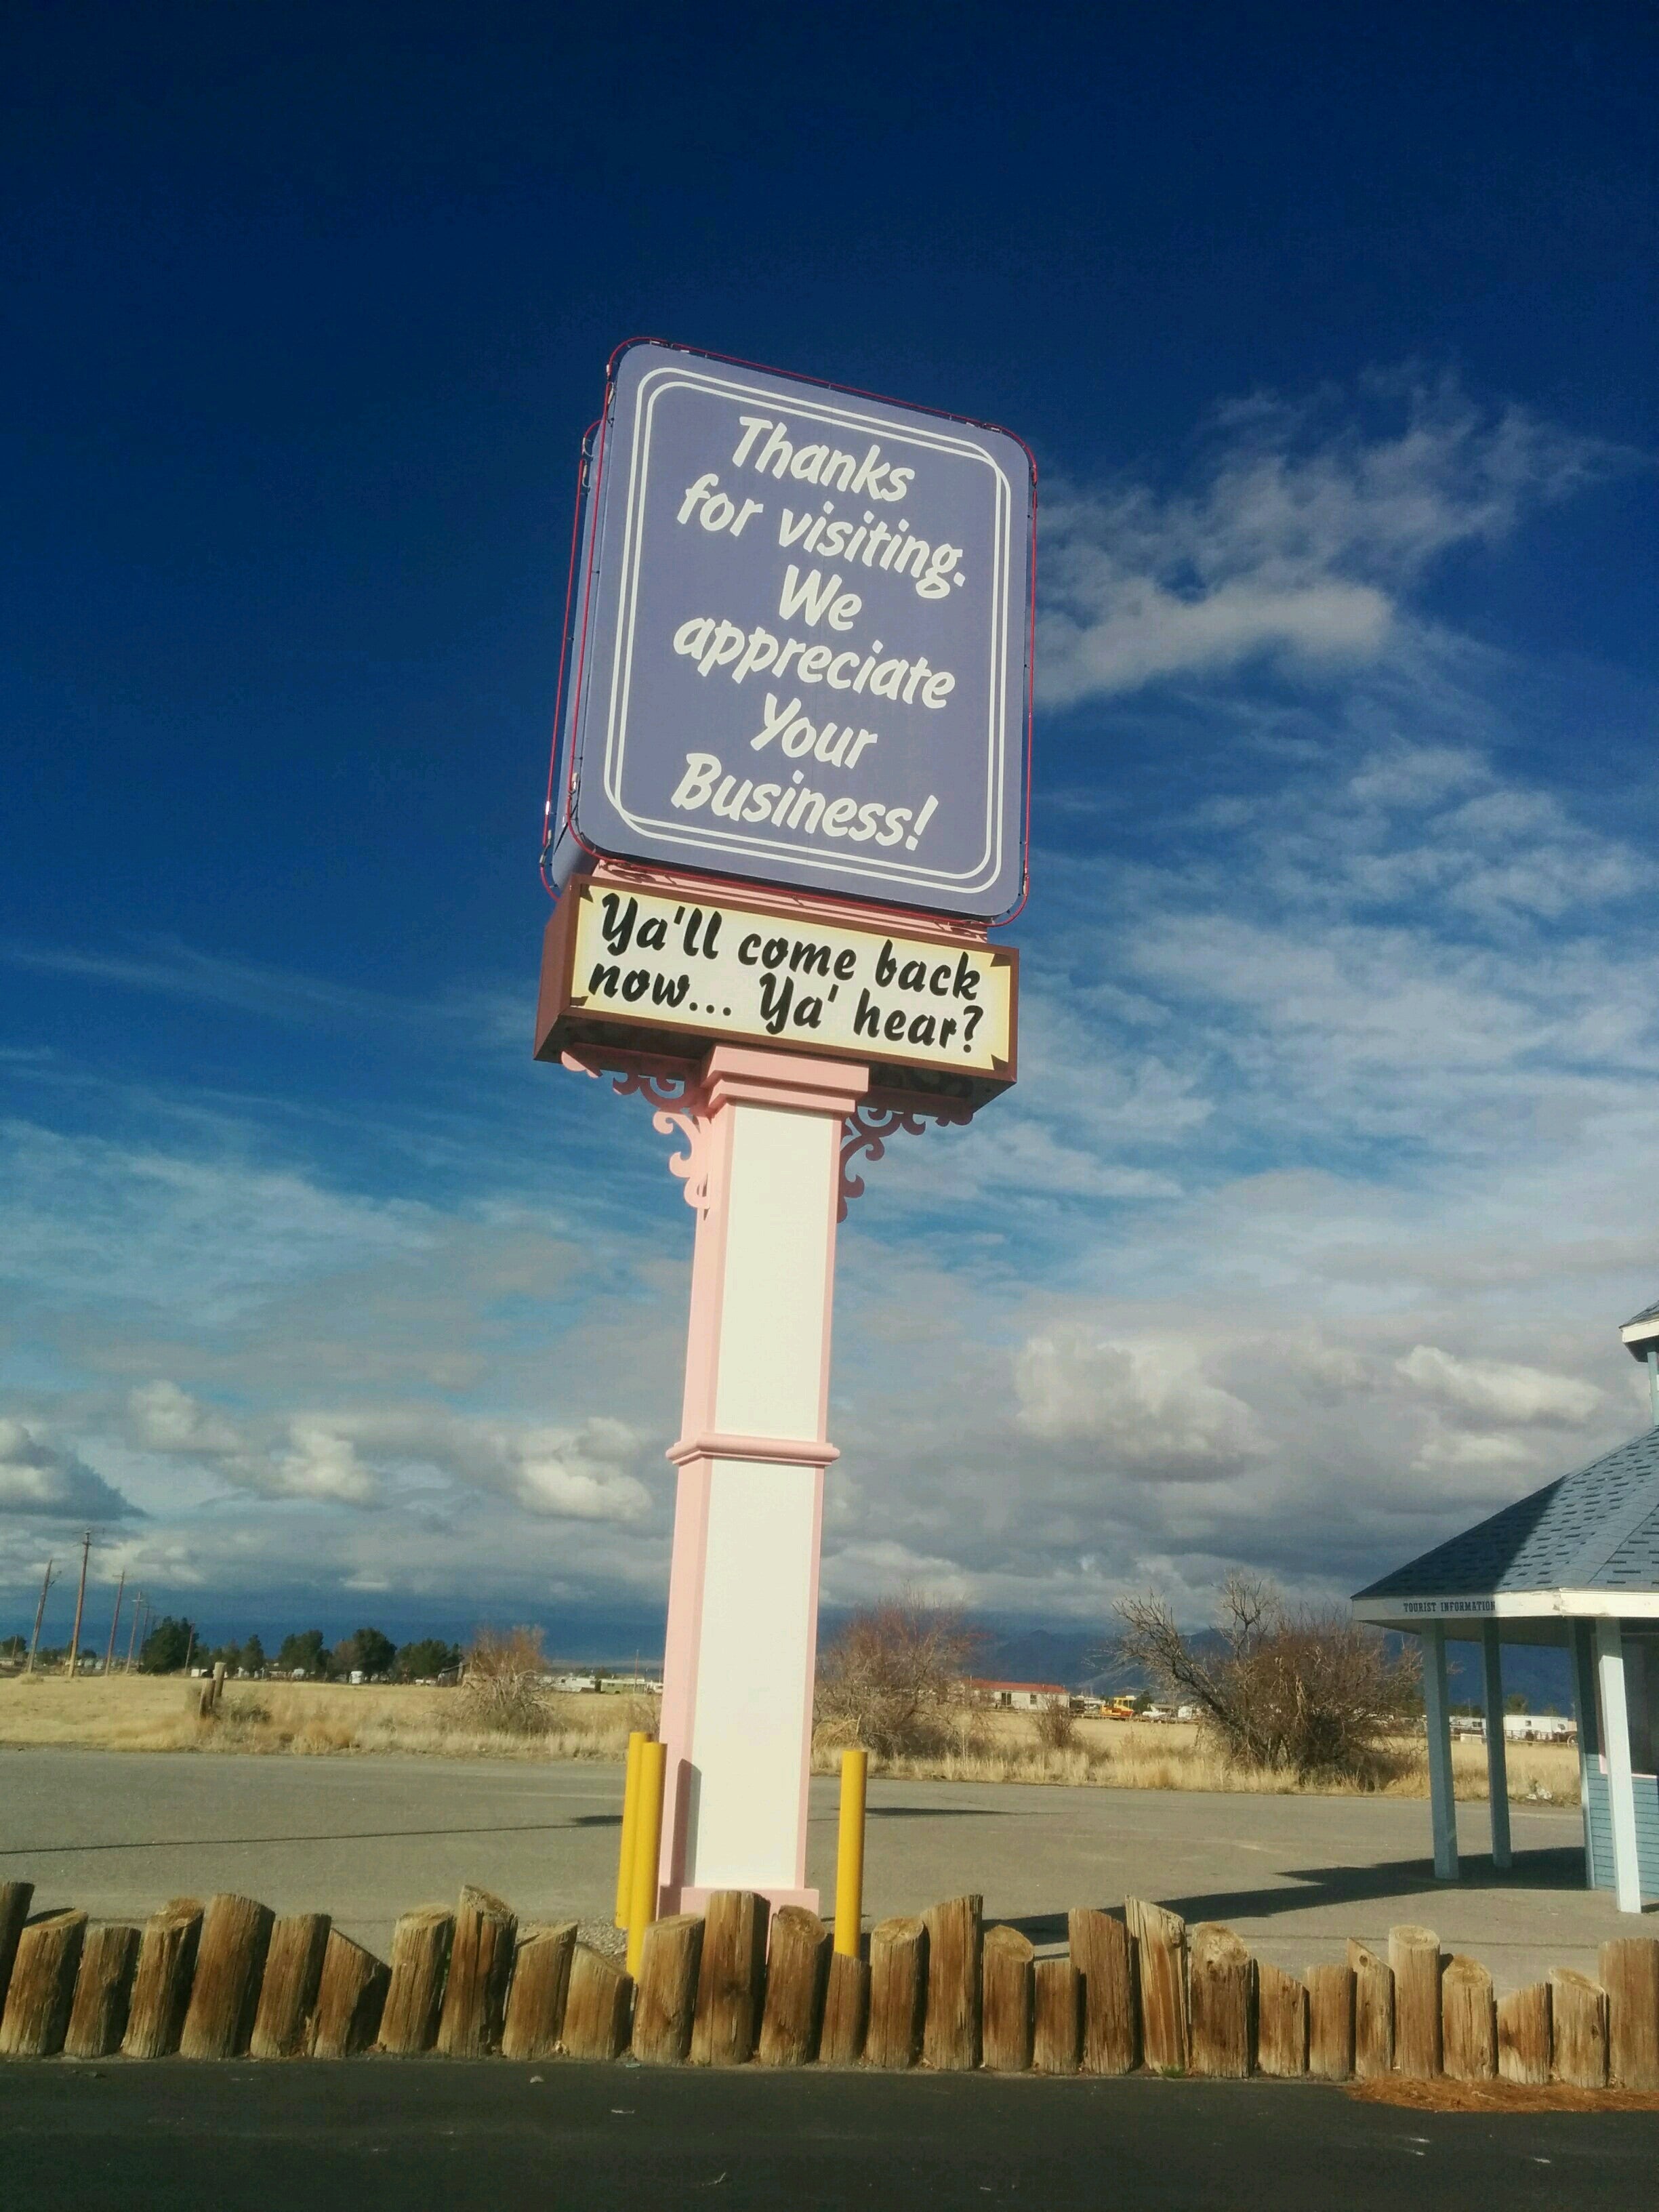 Thanks
for visiting.
We
appreciate
Your
Business!
Ya'll come back
now... Ya' hear?
TOURIST INFORMATION